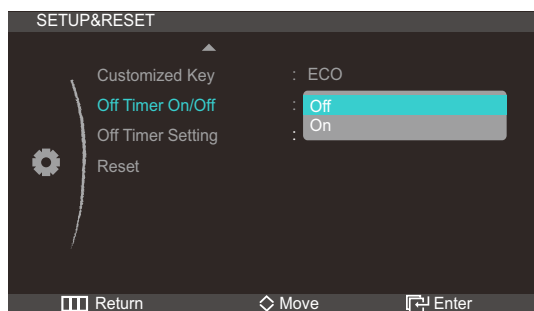 SETUP&RESET
Customized Key : ECO
Off Timer On/Off : Off
On
Off Timer Setting :
Reset
Return Move Enter